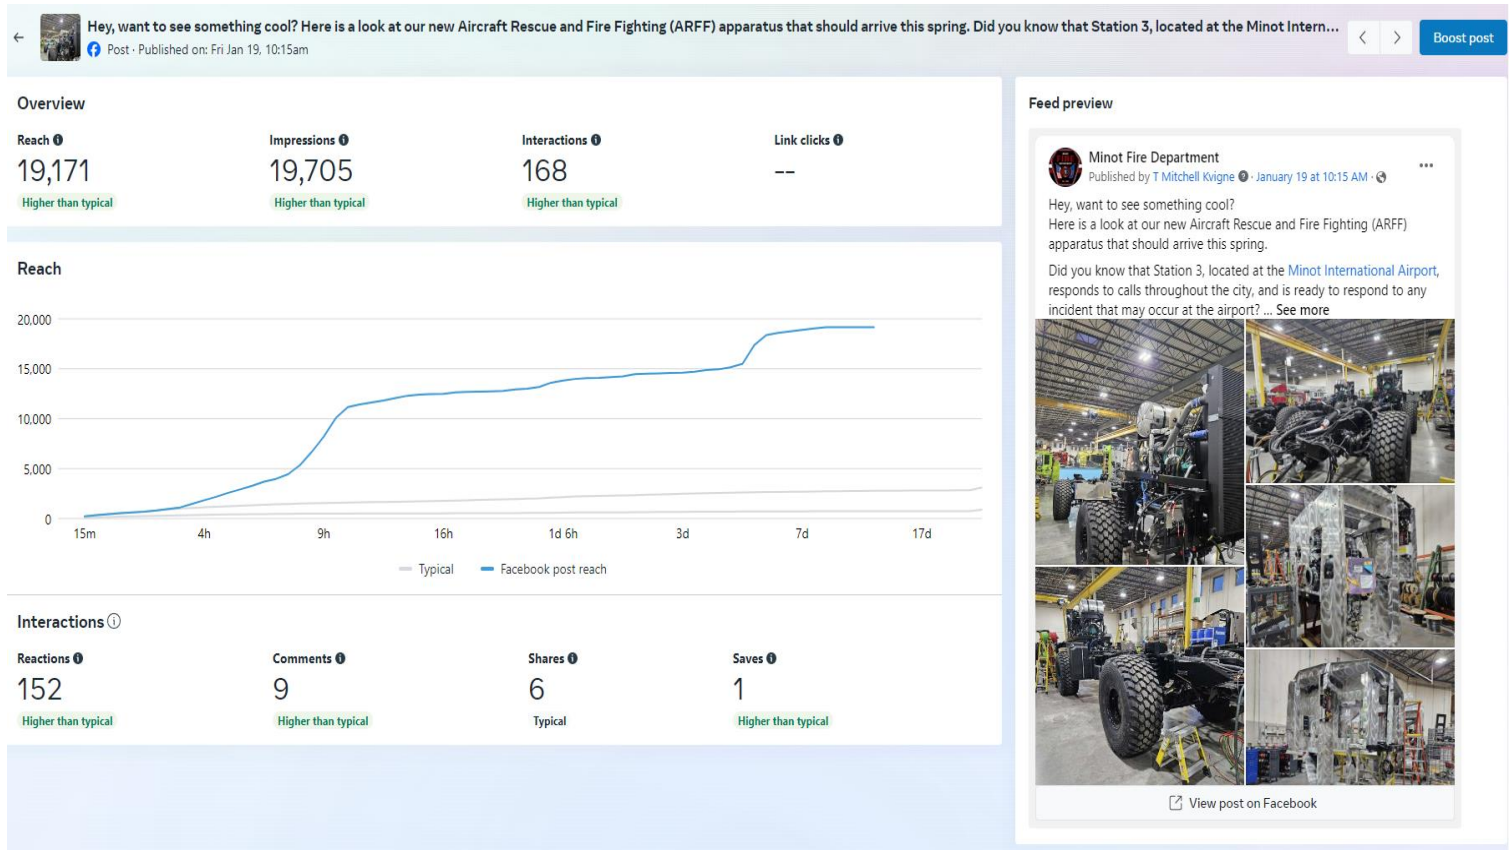 Hey, want to see something cool? Here is a look at our new Aircraft Rescue and Fire Fighting (ARFF) apparatus that should arrive this spring. Did you know that Station 3, located at the Minot Intern...
Post · Published on: Fri Jan 19, 10:15am
Boost post
Overview
Reach
19,171
Higher than typical
Impressions
19,705
Higher than typical
Interactions
168
Higher than typical
Link clicks
--
Reach
20,000
15,000
10,000
5,000
0
15m 4h 9h 16h 1d 6h 3d 7d 17d
Typical Facebook post reach
Interactions
Reactions
152
Higher than typical
Comments
9
Higher than typical
Shares
6
Typical
Saves
1
Higher than typical
Feed preview
Minot Fire Department
Published by T Mitchell Kvigne · January 19 at 10:15 AM ·
Hey, want to see something cool?
Here is a look at our new Aircraft Rescue and Fire Fighting (ARFF)
apparatus that should arrive this spring.
Did you know that Station 3, located at the Minot International Airport,
responds to calls throughout the city, and is ready to respond to any
incident that may occur at the airport? ... See more
View post on Facebook